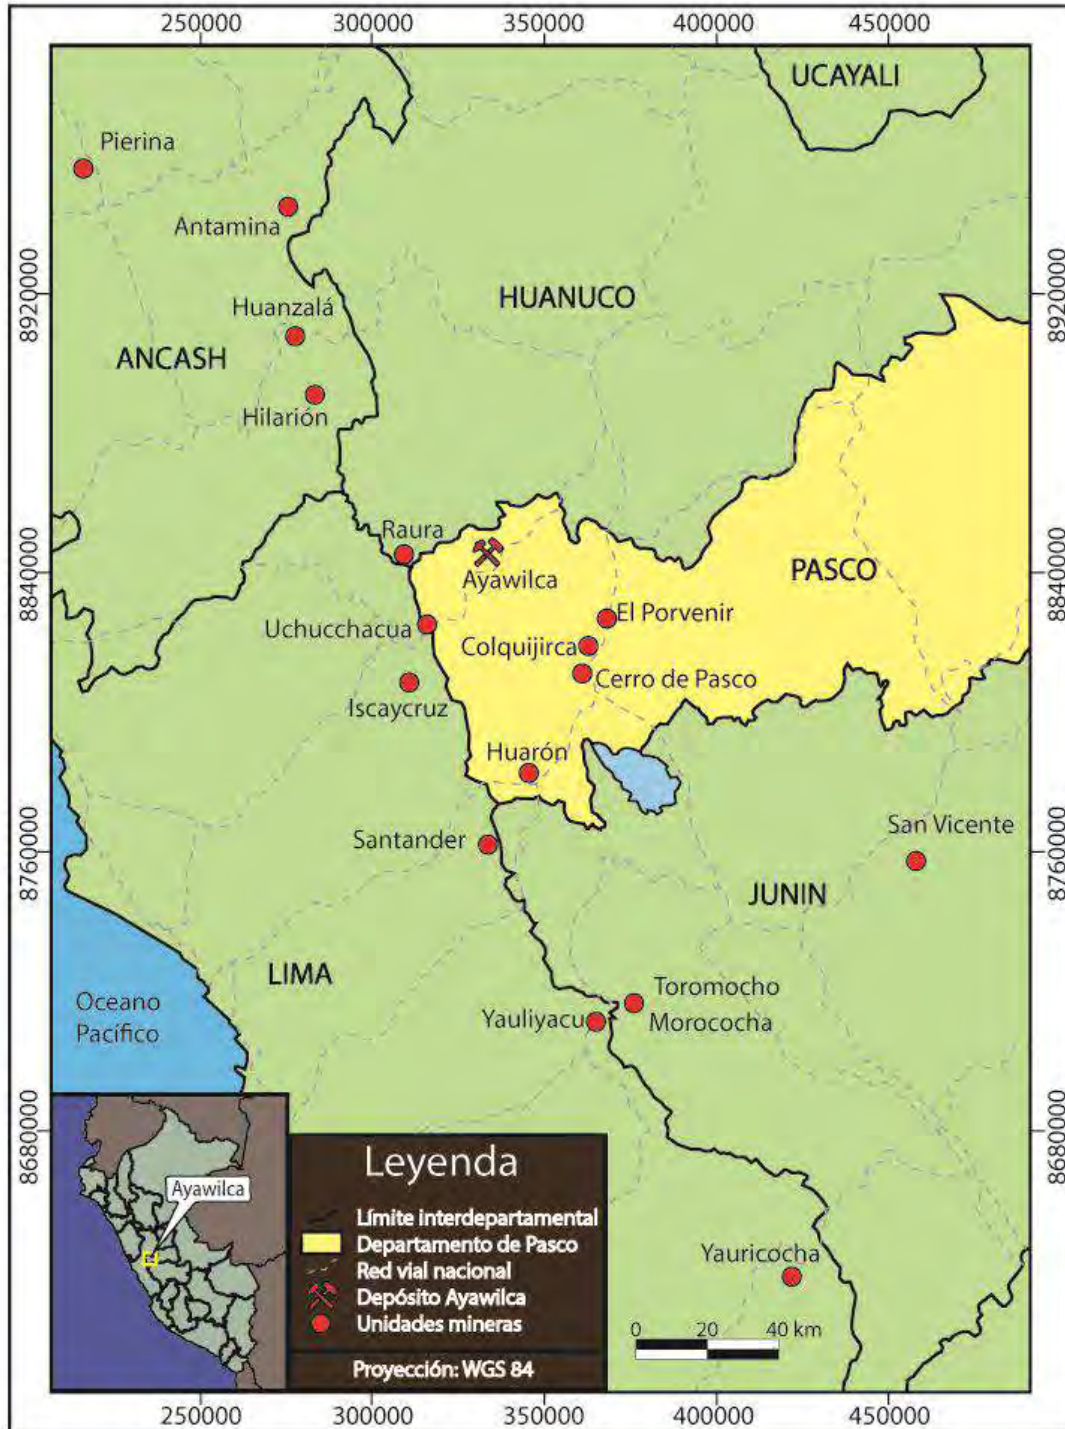 250000
300000
350000
400000
450000
UCAYALI
Pierina
Antamina
8920000
8920000
Huanzalá
HUANUCO
ANCASH
Hilarión
Raura
8840000
8840000
Ayawilca
PASCO
El Porvenir
Uchucchacua
Colquijirca
Cerro de Pasco
Iscaycruz
Huarón
San Vicente
Santander
8760000
8760000
JUNIN
LIMA
Oceano
Pacífico
Toromocho
Morococha
Yauliyacu
8680000
8680000
Ayawilca
Leyenda
Límite interdepartamental
Departamento de Pasco
Red vial nacional
Depósito Ayawilca
Unidades mineras
Proyección: WGS 84
Yauricocha
0
20
40 km
250000
300000
350000
400000
450000